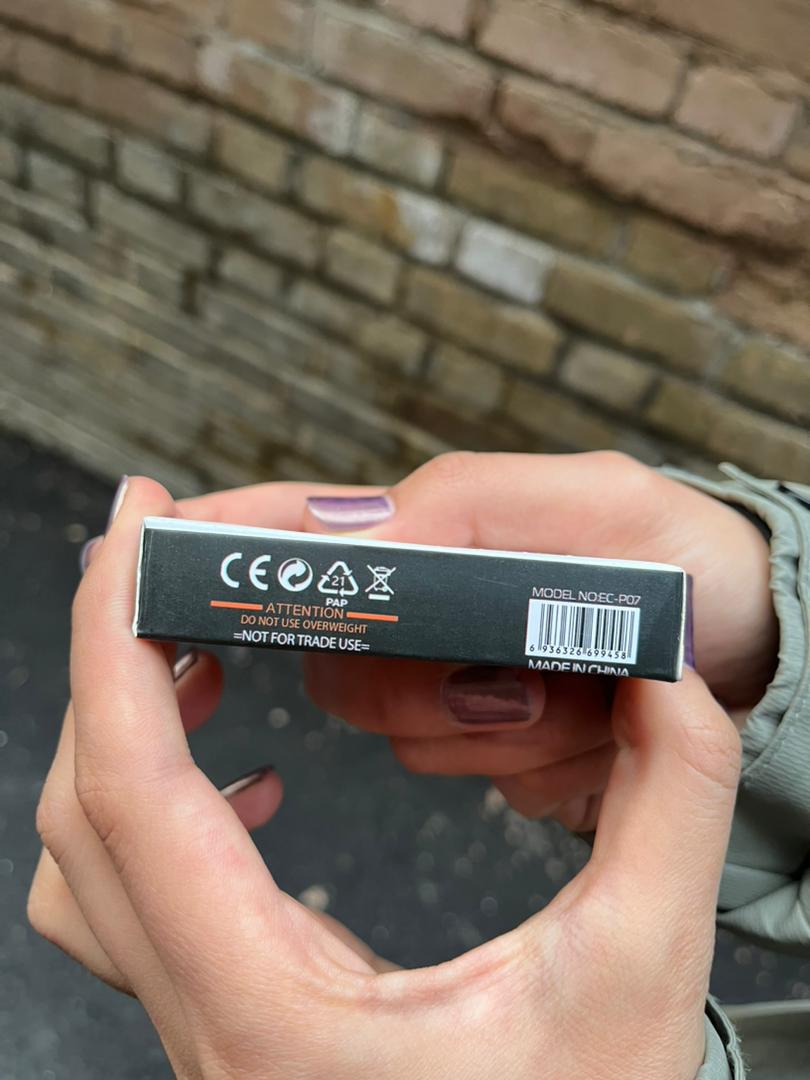 CE
21
PAP
ATTENTION
DO NOT USE OVERWEIGHT
=NOT FOR TRADE USE=
MODEL NO:EC-P07
6 936326 699458
MADE IN CHINA